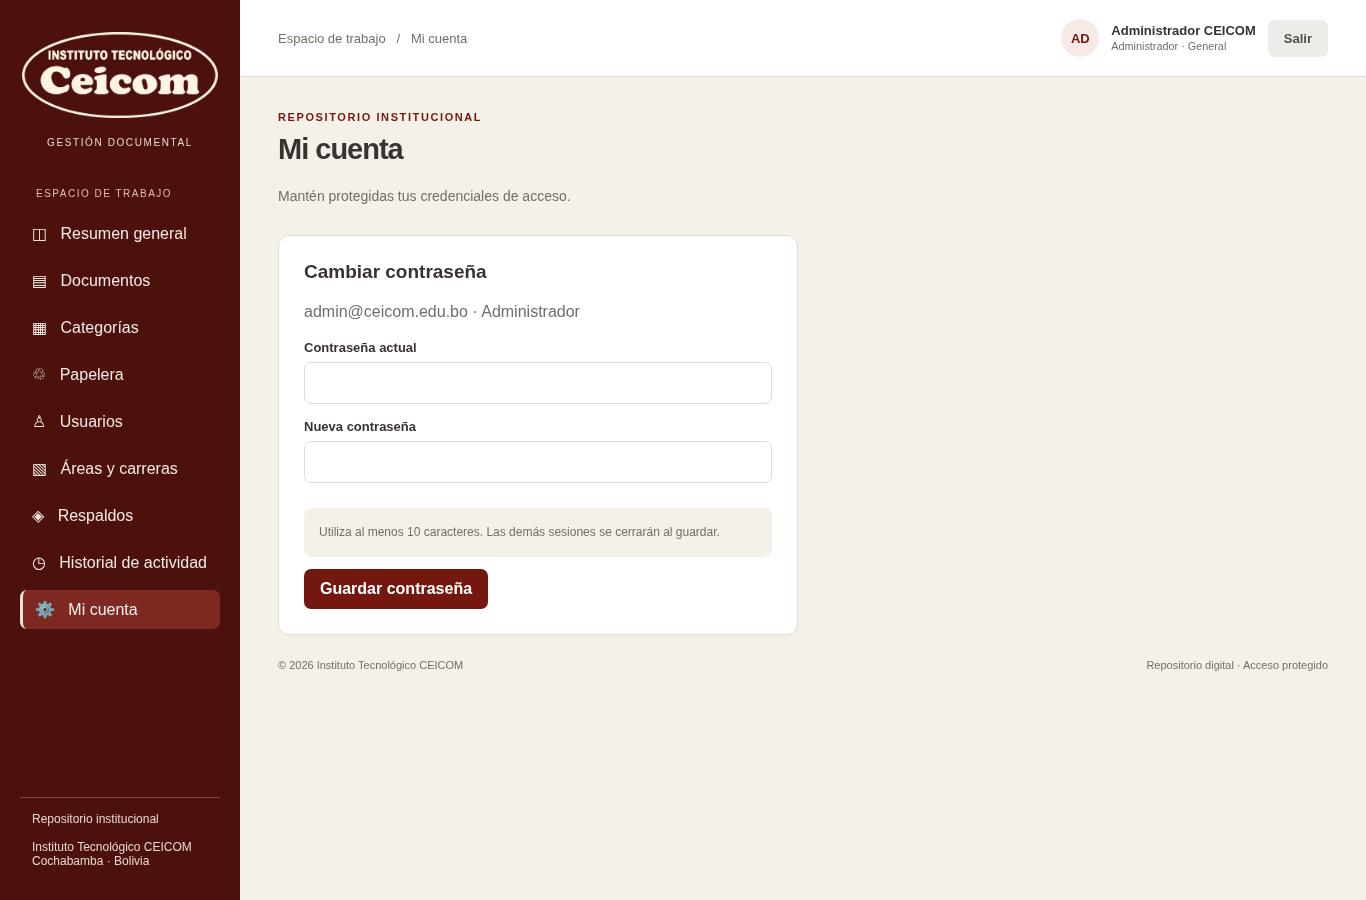 INSTITUTO TECNOLÓGICO
Ceicom
GESTIÓN DOCUMENTAL
ESPACIO DE TRABAJO
Resumen general
Documentos
Categorías
Papelera
Usuarios
Áreas y carreras
Respaldos
Historial de actividad
Mi cuenta
Repositorio institucional
Instituto Tecnológico CEICOM
Cochabamba · Bolivia
Espacio de trabajo / Mi cuenta
AD
Administrador CEICOM
Administrador · General
Salir
REPOSITORIO INSTITUCIONAL
Mi cuenta
Mantén protegidas tus credenciales de acceso.
Cambiar contraseña
admin@ceicom.edu.bo · Administrador
Contraseña actual
Nueva contraseña
Utiliza al menos 10 caracteres. Las demás sesiones se cerrarán al guardar.
Guardar contraseña
© 2026 Instituto Tecnológico CEICOM
Repositorio digital · Acceso protegido